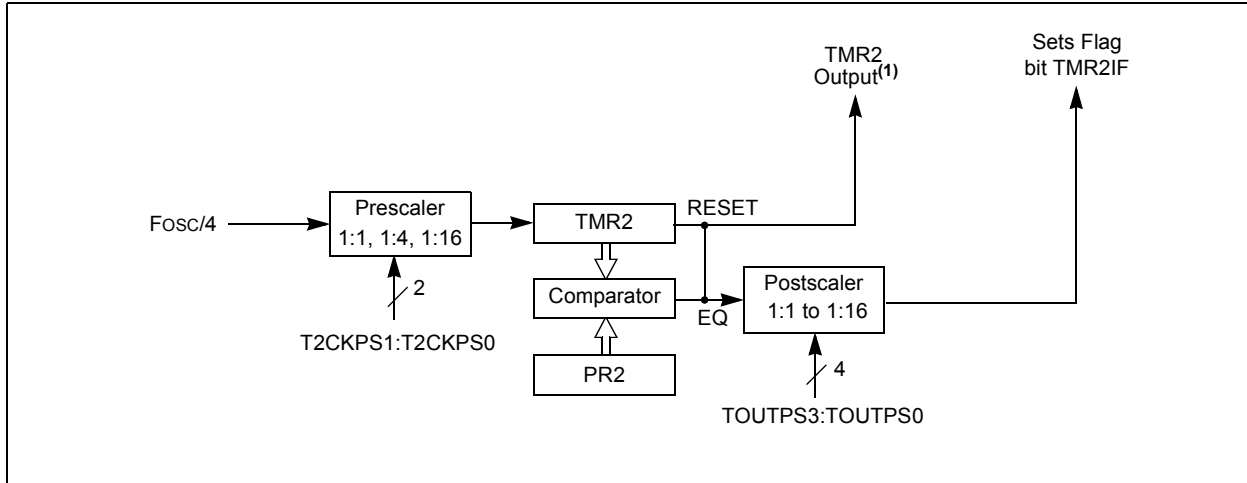 TMR2
Output(1)
Sets Flag
bit TMR2IF
FOSC/4
Prescaler
1:1, 1:4, 1:16
2
T2CKPS1:T2CKPS0
TMR2
RESET
Comparator
EQ
PR2
Postscaler
1:1 to 1:16
4
TOUTPS3:TOUTPS0